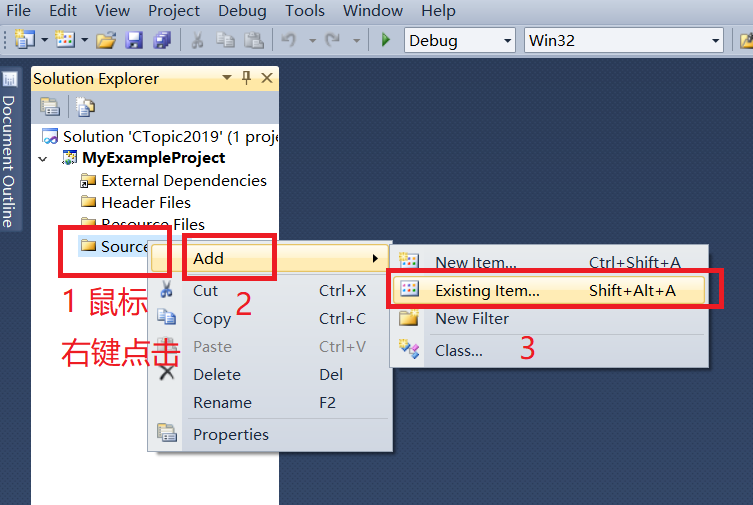 File Edit View Project Debug Tools Window Help
Debug Win32
Solution Explorer
Document Outline
Solution 'CTopic2019' (1 proje
MyExampleProject
External Dependencies
Header Files
Resource Files
Source
Add
New Item... Ctrl+Shift+A
Cut Ctrl+X
Existing Item... Shift+Alt+A
Copy Ctrl+C
New Filter
Paste Ctrl+V
Class...
Delete Del
Rename F2
Properties
1 鼠标
右键点击
2
3